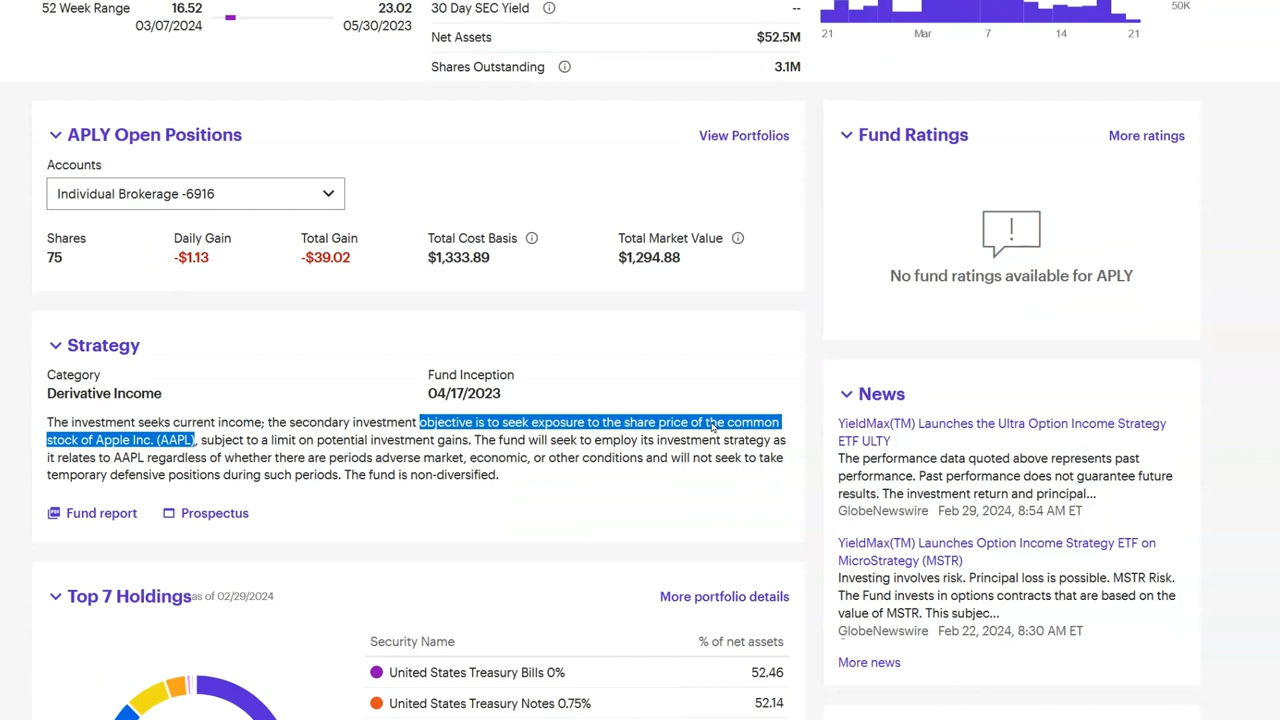 52 Week Range 16.52 23.02
03/07/2024 05/30/2023
30 Day SEC Yield --
Net Assets $52.5M
Shares Outstanding 3.1M
50K
21 Mar 7 14 21
APLY Open Positions View Portfolios
Accounts
Individual Brokerage -6916
Shares Daily Gain Total Gain Total Cost Basis Total Market Value
75 -$1.13 -$39.02 $1,333.89 $1,294.88
Strategy
Category Fund Inception
Derivative Income 04/17/2023
The investment seeks current income; the secondary investment objective is to seek exposure to the share price of the common
stock of Apple Inc. (AAPL), subject to a limit on potential investment gains. The fund will seek to employ its investment strategy as
it relates to AAPL regardless of whether there are periods adverse market, economic, or other conditions and will not seek to take
temporary defensive positions during such periods. The fund is non-diversified.
Fund report Prospectus
Top 7 Holdings as of 02/29/2024 More portfolio details
Security Name % of net assets
United States Treasury Bills 0% 52.46
United States Treasury Notes 0.75% 52.14
Fund Ratings More ratings
!
No fund ratings available for APLY
News
YieldMax(TM) Launches the Ultra Option Income Strategy
ETF ULTY
The performance data quoted above represents past
performance. Past performance does not guarantee future
results. The investment return and principal...
GlobeNewswire Feb 29, 2024, 8:54 AM ET
YieldMax(TM) Launches Option Income Strategy ETF on
MicroStrategy (MSTR)
Investing involves risk. Principal loss is possible. MSTR Risk.
The Fund invests in options contracts that are based on the
value of MSTR. This subjec...
GlobeNewswire Feb 22, 2024, 8:30 AM ET
More news